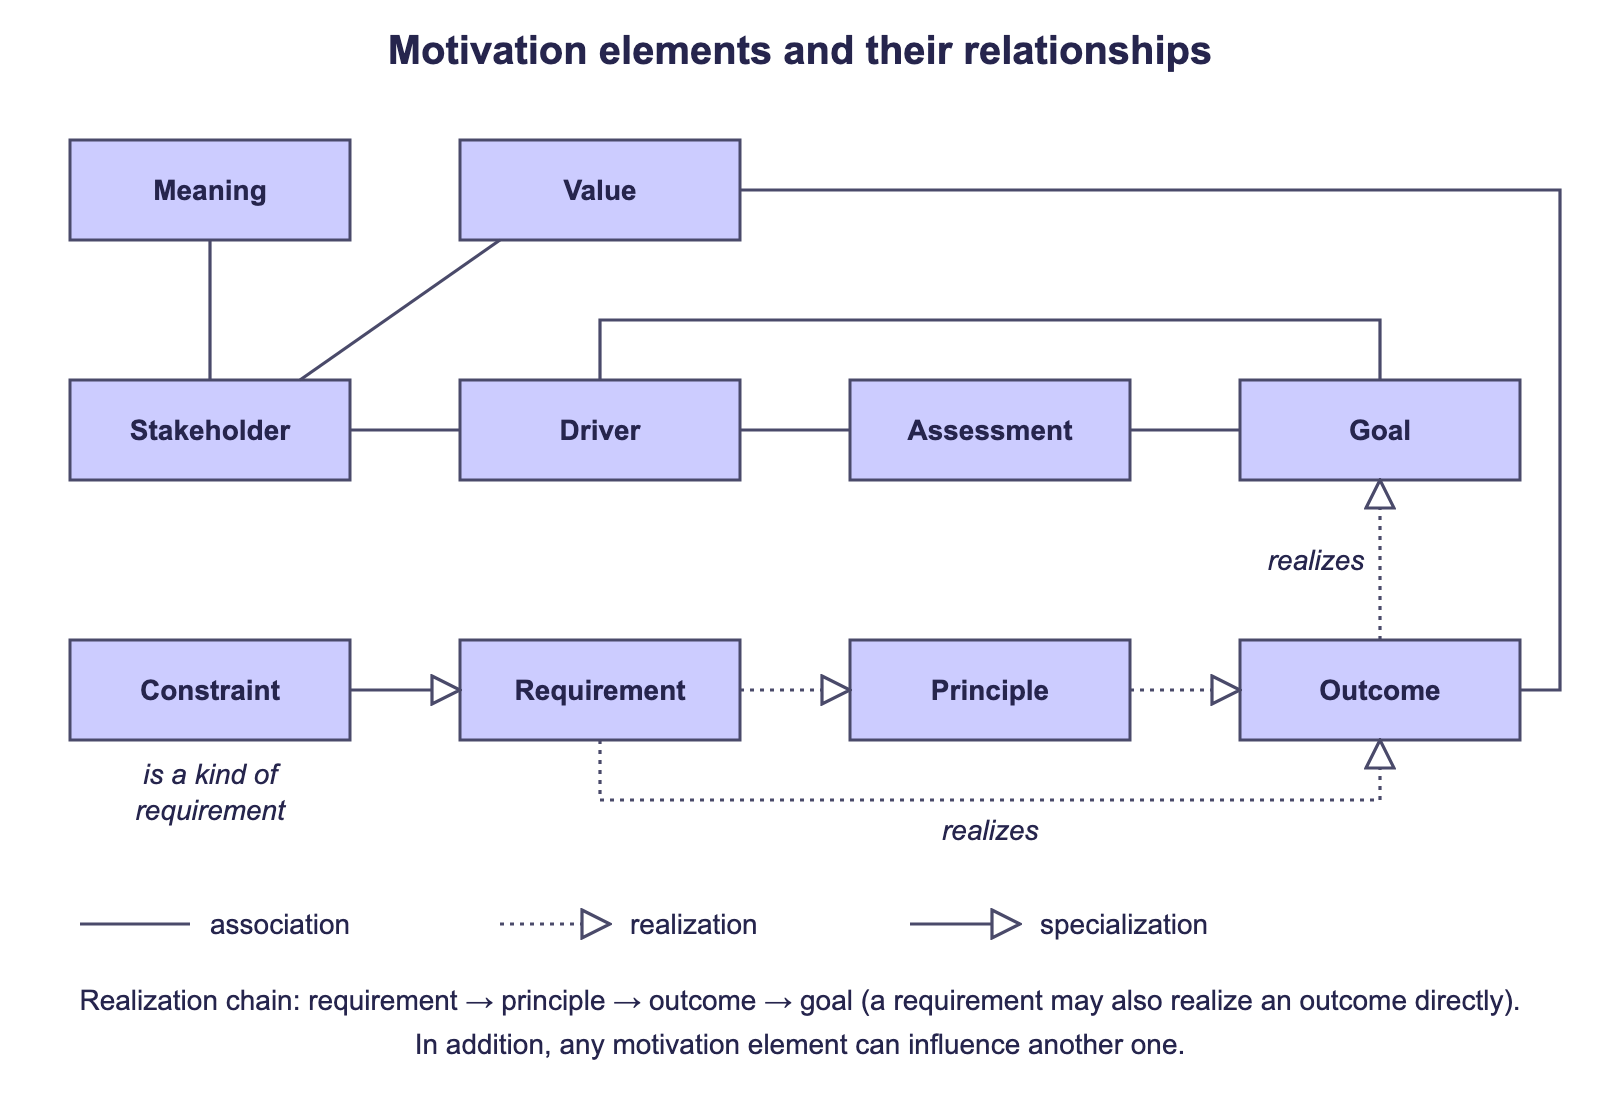 Motivation elements and their relationships
Meaning
Value
Stakeholder
Driver
Assessment
Goal
realizes
Constraint
Requirement
Principle
Outcome
is a kind of
requirement
realizes
association
realization
specialization
Realization chain: requirement → principle → outcome → goal (a requirement may also realize an outcome directly).
In addition, any motivation element can influence another one.